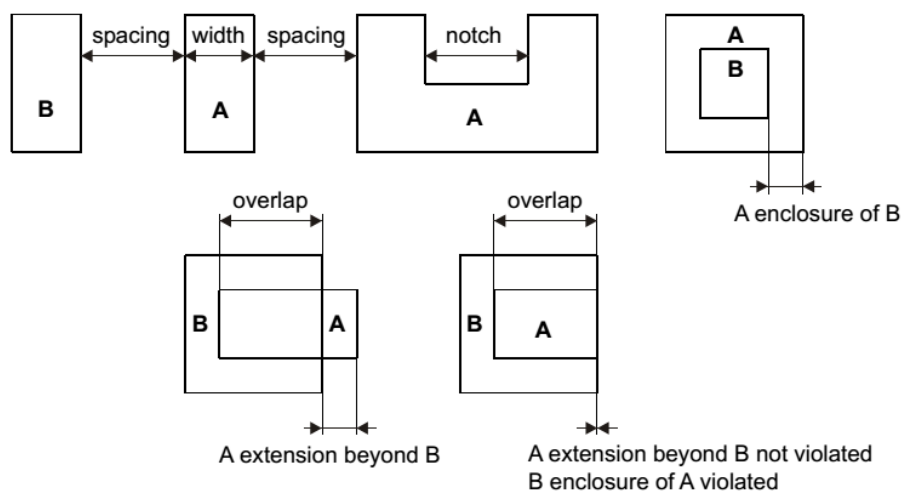 spacing width spacing notch
B A A A
B
A enclosure of B
overlap overlap
B A B A
A extension beyond B
A extension beyond B not violated
B enclosure of A violated